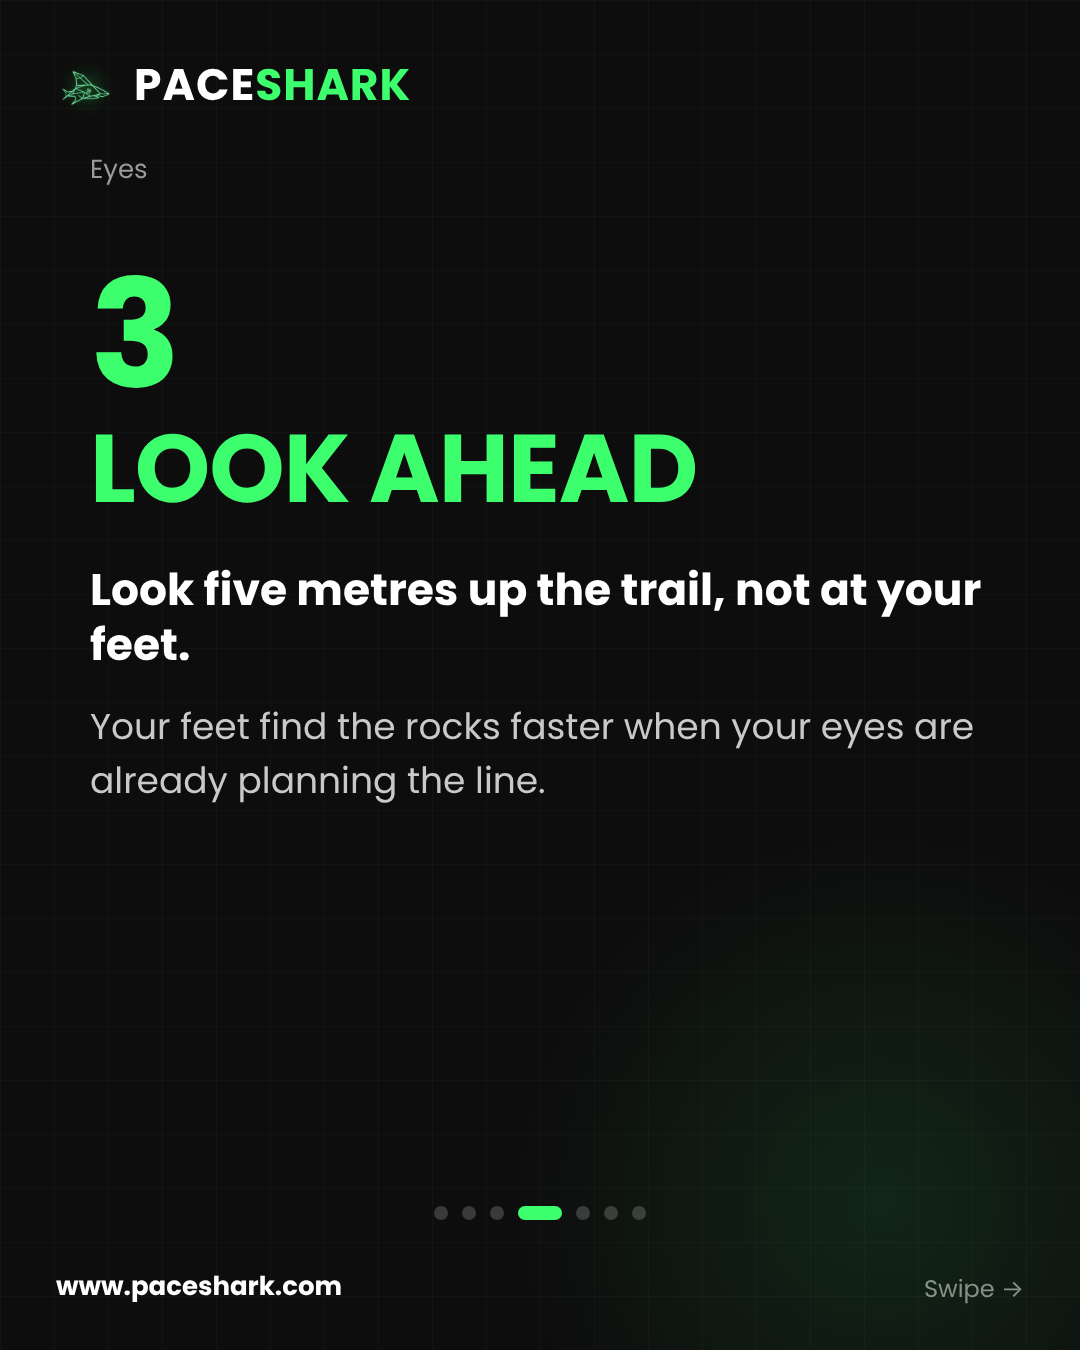 PACESHARK
Eyes
3
LOOK AHEAD
Look five metres up the trail, not at your
feet.
Your feet find the rocks faster when your eyes are
already planning the line.
www.paceshark.com
Swipe →